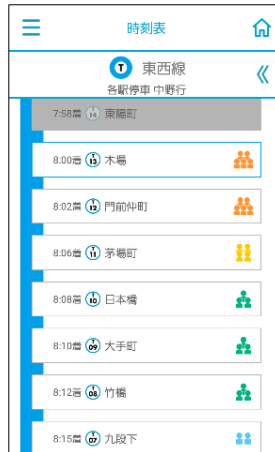 時刻表
T 東西線
各駅停車 中野行
7:58着 T 14 東陽町
8:00着 T 13 木場
8:02着 T 12 門前仲町
8:06着 T 11 茅場町
8:08着 T 10 日本橋
8:10着 T 09 大手町
8:12着 T 08 竹橋
8:15着 T 07 九段下